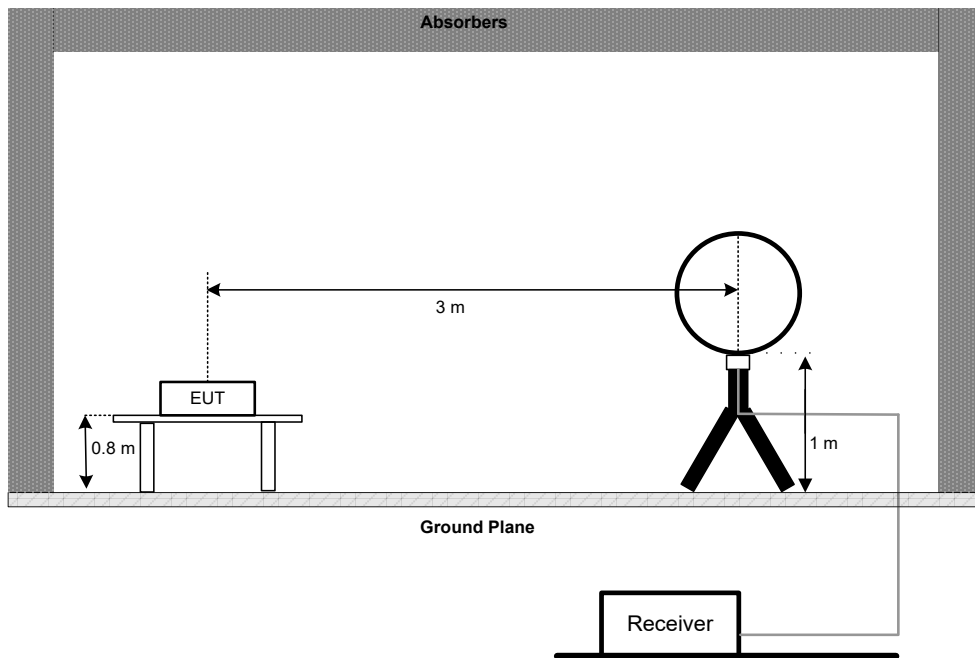 Absorbers
3 m
EUT
0.8 m
1 m
Ground Plane
Receiver